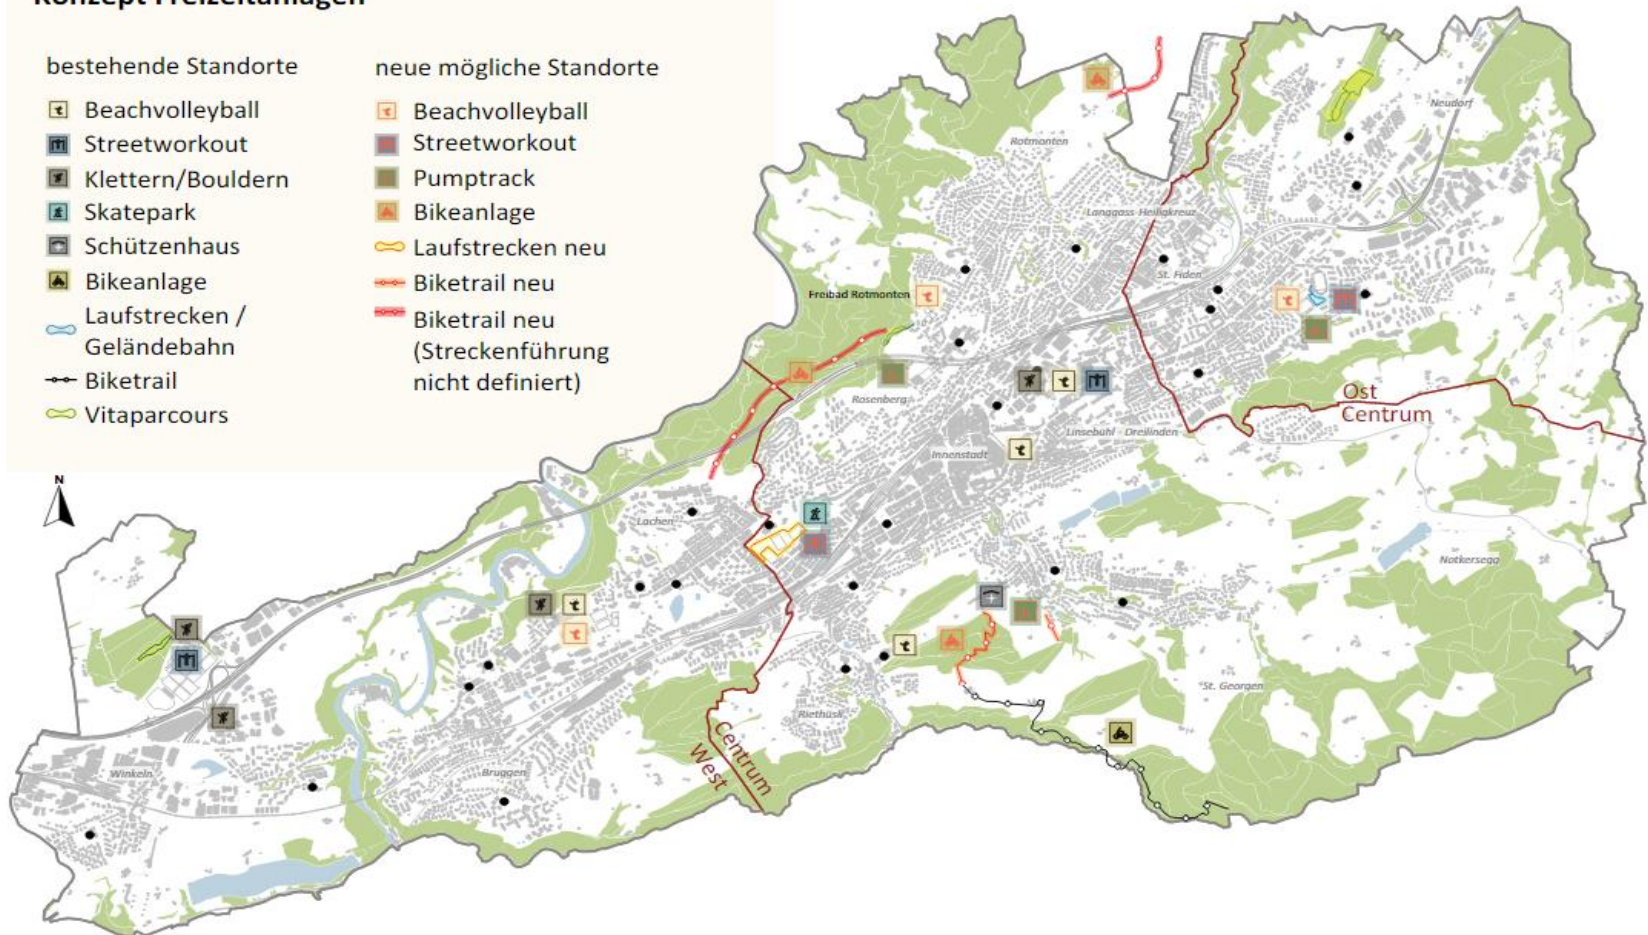 Konzept Freizeitanlagen
bestehende Standorte
Beachvolleyball
Streetworkout
Klettern/Bouldern
Skatepark
Schützenhaus
Bikeanlage
Laufstrecken /
Geländebahn
Biketrail
Vitaparcours
neue mögliche Standorte
Beachvolleyball
Streetworkout
Pumptrack
Bikeanlage
Laufstrecken neu
Biketrail neu
Biketrail neu
(Streckenführung
nicht definiert)
N
Neudorf
Rotmonten
Langgass-Heiligkreuz
St. Fiden
Freibad Rotmonten
Rosenberg
Ost
Centrum
Linsebühl - Dreilinden
Innenstadt
Lachen
Notkersegg
St. Georgen
Riethüsli
Centrum
West
Winkeln
Bruggen